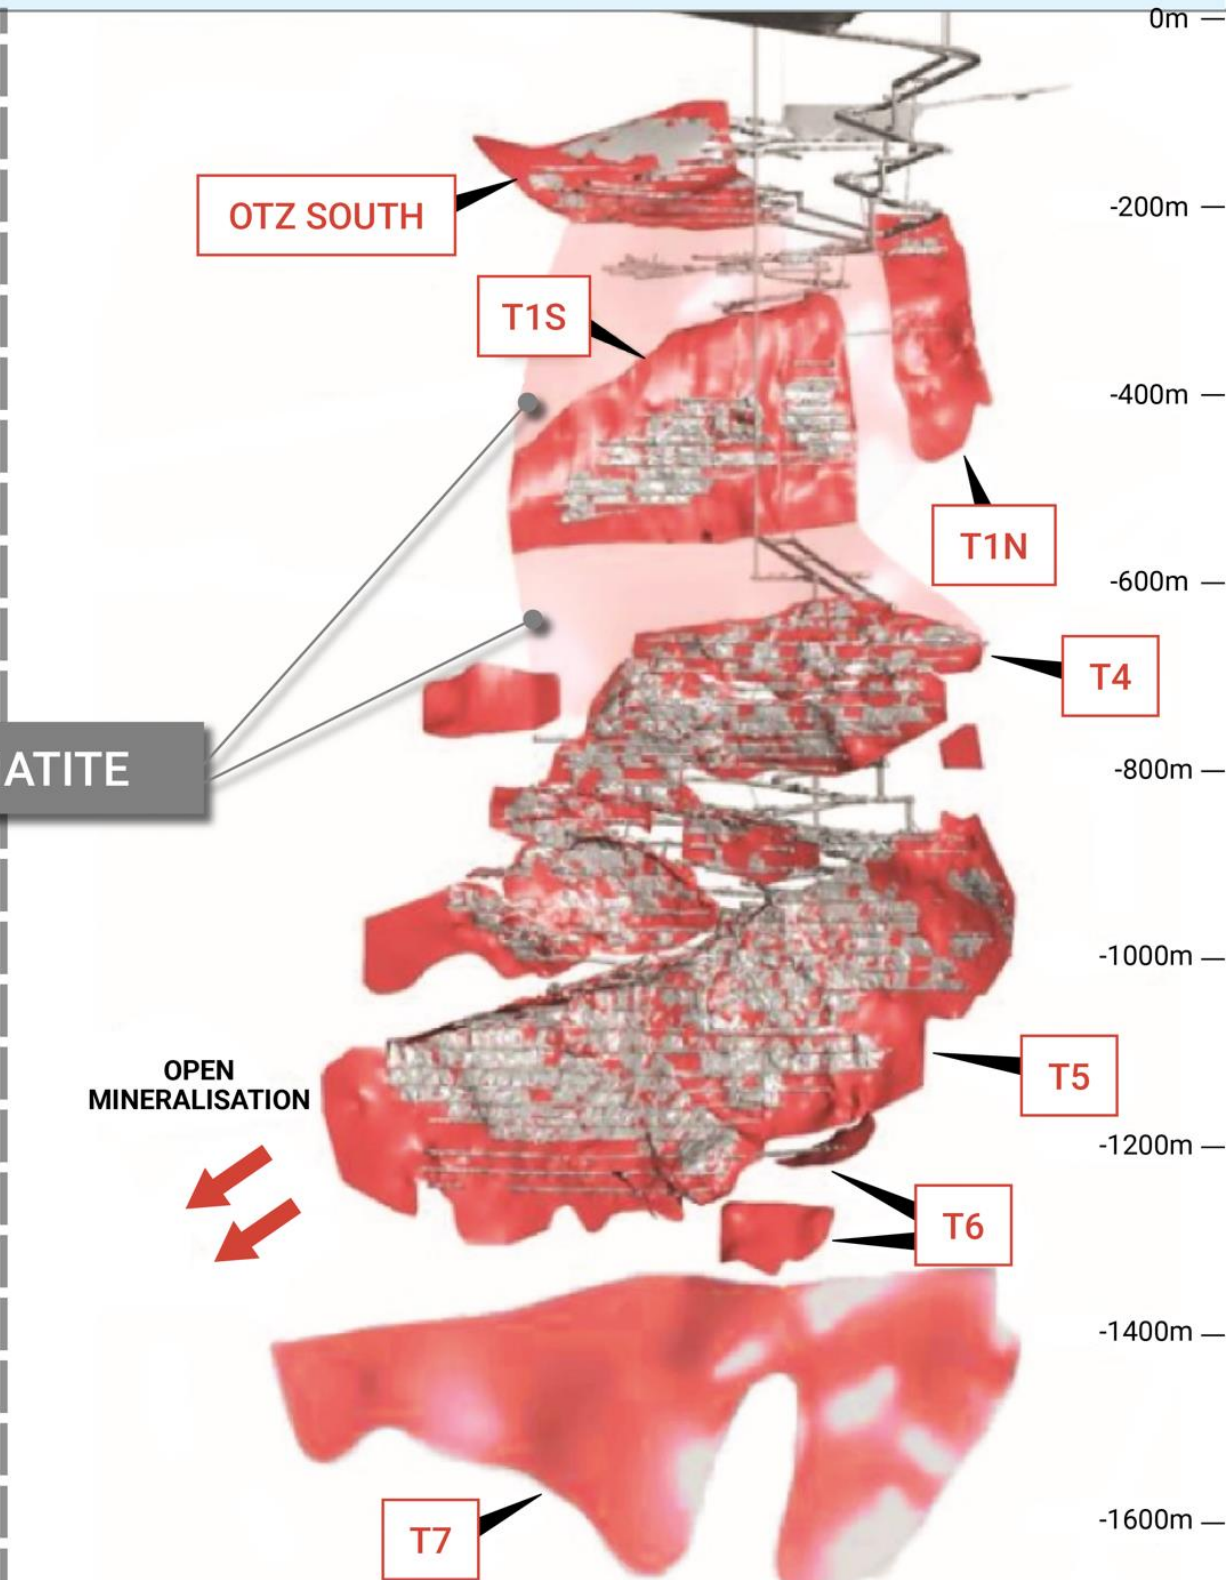 0m
-200m
OTZ SOUTH
T1S
-400m
T1N
-600m
T4
ATITE
-800m
-1000m
OPEN
MINERALISATION
T5
-1200m
T6
-1400m
T7
-1600m